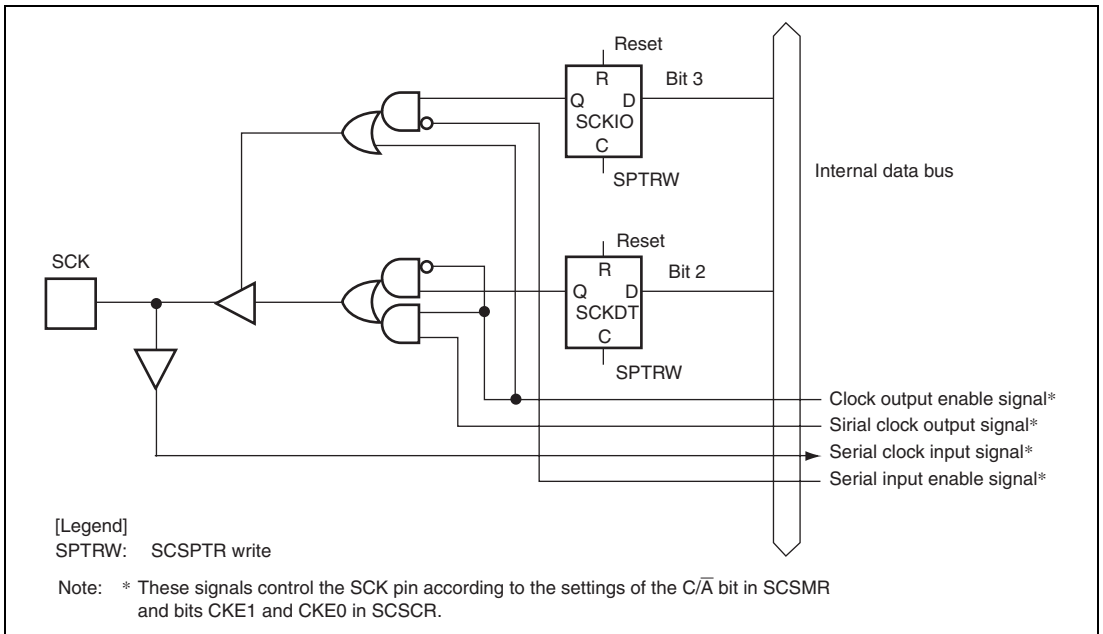 Reset
R
Bit 3
Q D
SCKIO
C
SPTRW
Internal data bus
Reset
SCK
R
Bit 2
Q D
SCKDT
C
SPTRW
Clock output enable signal*
Sirial clock output signal*
Serial clock input signal*
Serial input enable signal*
[Legend]
SPTRW: SCSPTR write
Note: * These signals control the SCK pin according to the settings of the C/A̅ bit in SCSMR
and bits CKE1 and CKE0 in SCSCR.